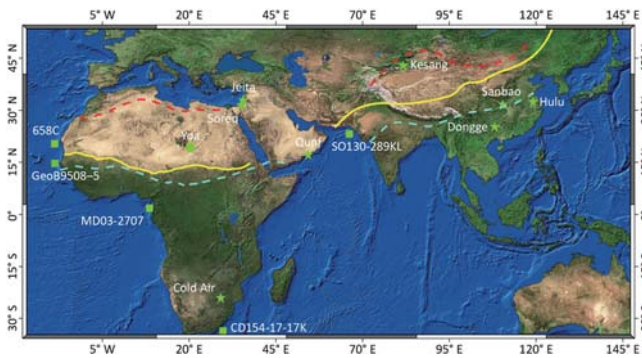 5° W 20° E 45° E 70° E 95° E 120° E 145° E
45° N
30° N
15° N
0°
15° S
30° S
Kesang
Jeita
Soreq
Sanbao
Hulu
658C
Dongge
Yoa
Qunf
SO130-289KL
GeoB9508–5
MD03-2707
Cold Air
CD154-17-17K
5° W 20° E 45° E 70° E 95° E 120° E 145° E